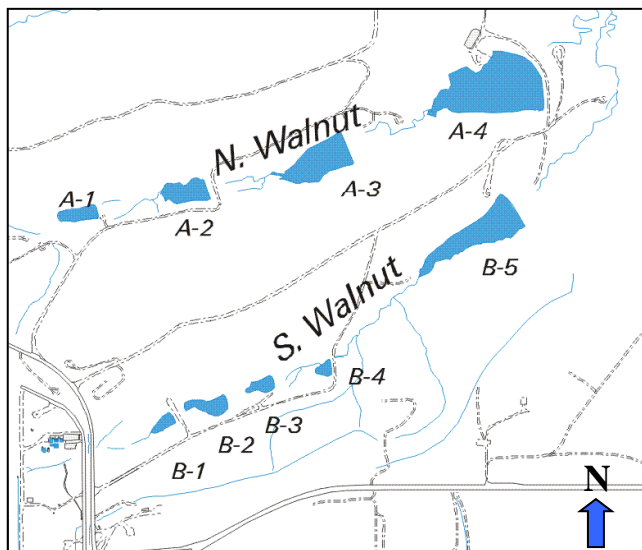 N. Walnut
A-4
A-3
A-1
A-2
S. Walnut
B-5
B-4
B-3
B-2
B-1
N